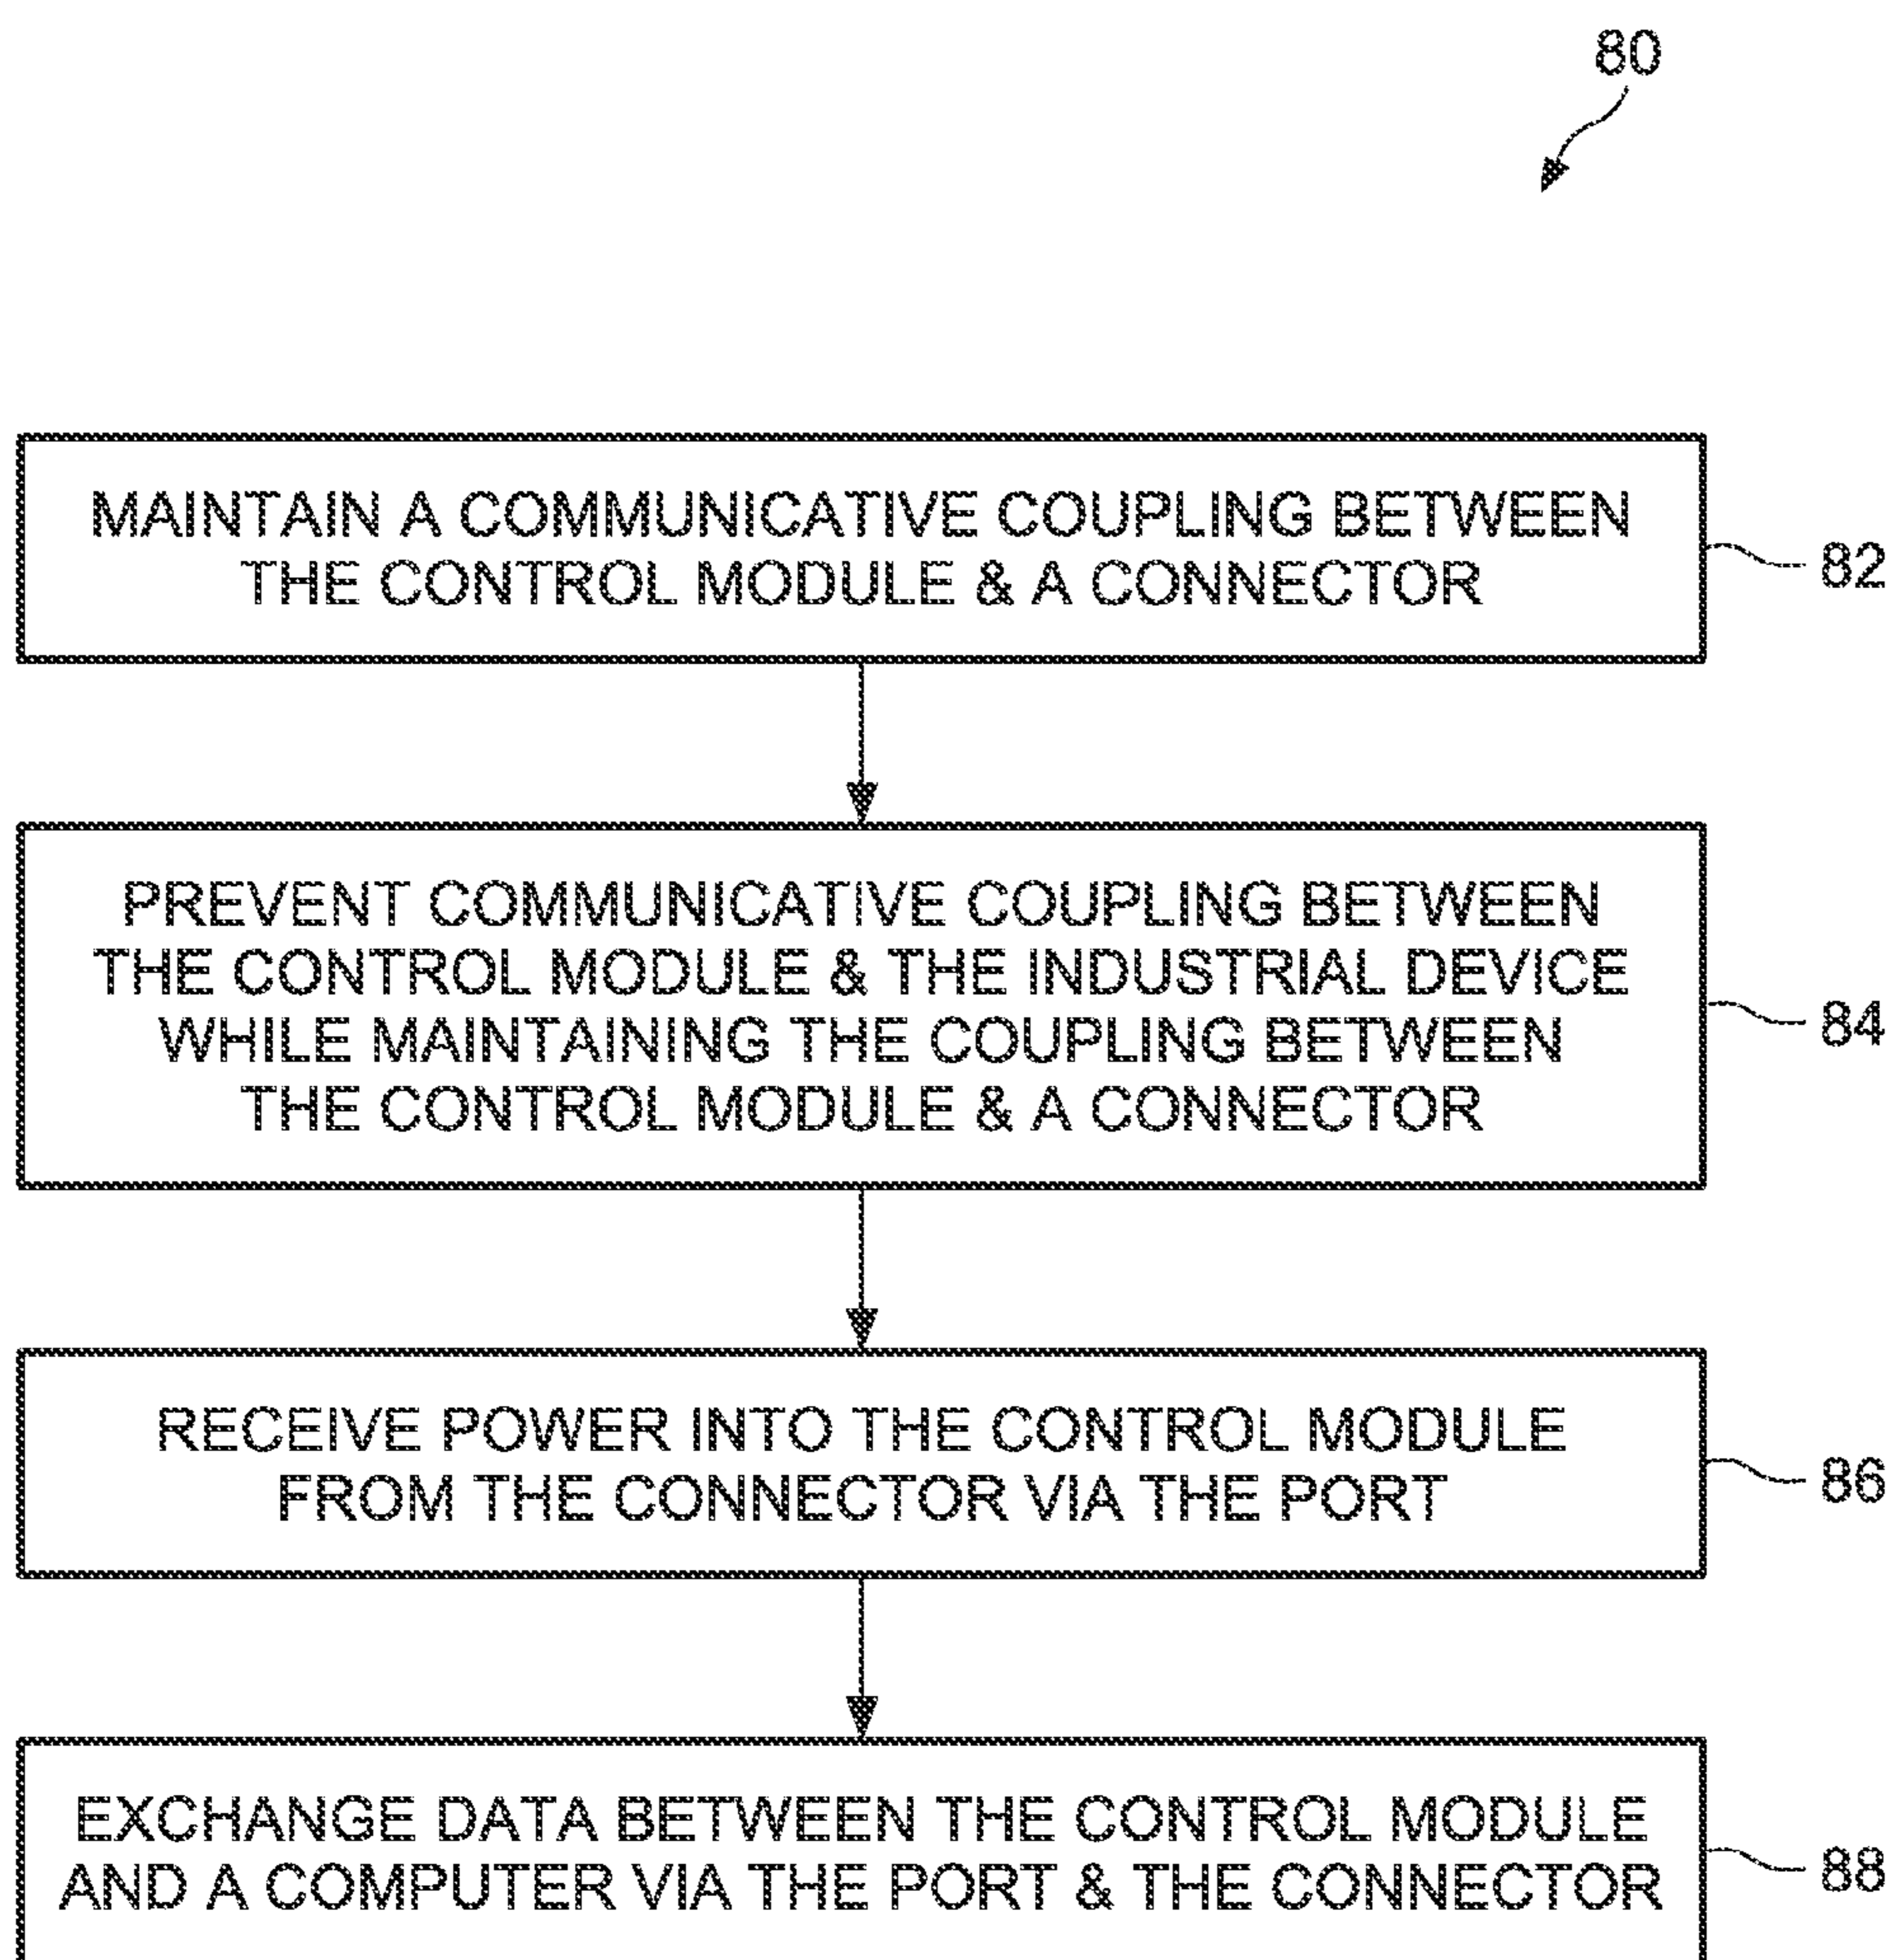 80
MAINTAIN A COMMUNICATIVE COUPLING BETWEEN
THE CONTROL MODULE & A CONNECTOR
82
PREVENT COMMUNICATIVE COUPLING BETWEEN
THE CONTROL MODULE & THE INDUSTRIAL DEVICE
WHILE MAINTAINING THE COUPLING BETWEEN
THE CONTROL MODULE & A CONNECTOR
84
RECEIVE POWER INTO THE CONTROL MODULE
FROM THE CONNECTOR VIA THE PORT
86
EXCHANGE DATA BETWEEN THE CONTROL MODULE
AND A COMPUTER VIA THE PORT & THE CONNECTOR
88